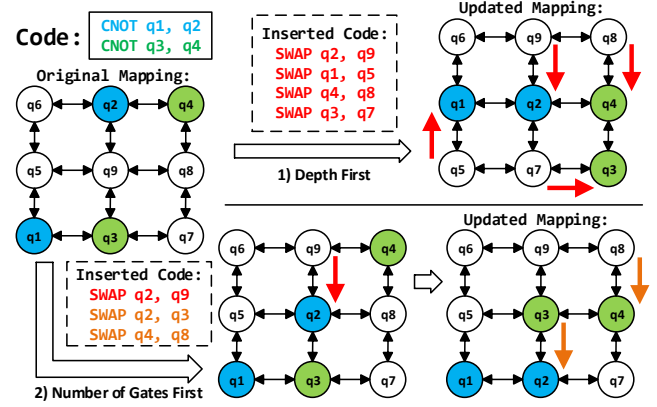 Code:
CNOT q1, q2
CNOT q3, q4
Original Mapping:
q6 q2 q4
q5 q9 q8
q1 q3 q7
Inserted Code:
SWAP q2, q9
SWAP q1, q5
SWAP q4, q8
SWAP q3, q7
1) Depth First
Updated Mapping:
q6 q9 q8
q1 q2 q4
q5 q7 q3
Inserted Code:
SWAP q2, q9
SWAP q2, q3
SWAP q4, q8
2) Number of Gates First
q6 q9 q4
q5 q2 q8
q1 q3 q7
Updated Mapping:
q6 q9 q8
q5 q3 q4
q1 q2 q7